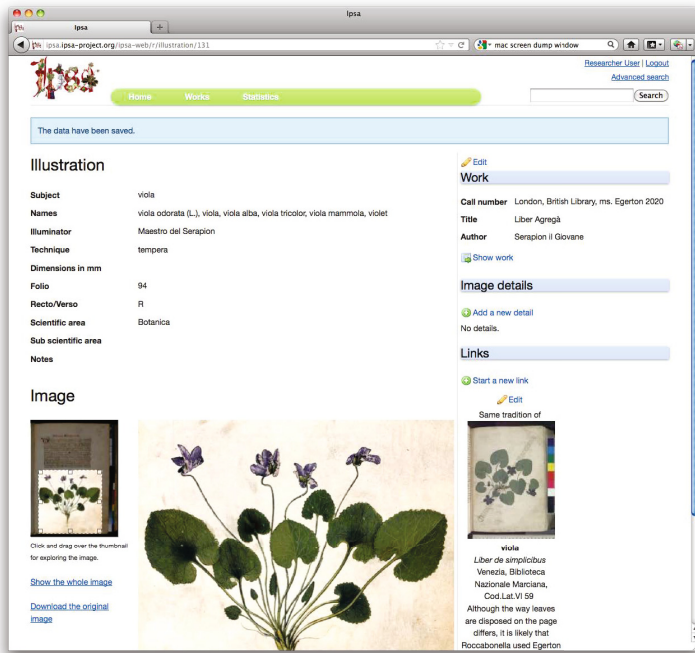 Ipsa
Ipsa
ipsa.ipsa-project.org/ipsa-web/r/illustration/131
mac screen dump window
Researcher User | Logout
Advanced search
Ipsa
Home Works Statistics
Search
The data have been saved.
Illustration
Subject viola
Names viola odorata (L.), viola, viola alba, viola tricolor, viola mammola, violet
Illuminator Maestro del Serapion
Technique tempera
Dimensions in mm
Folio 94
Recto/Verso R
Scientific area Botanica
Sub scientific area
Notes
Image
Click and drag over the thumbnail
for exploring the image.
Show the whole image
Download the original
image
Edit
Work
Call number London, British Library, ms. Egerton 2020
Title Liber Agregà
Author Serapion il Giovane
Show work
Image details
Add a new detail
No details.
Links
Start a new link
Edit
Same tradition of
viola
Liber de simplicibus
Venezia, Biblioteca
Nazionale Marciana,
Cod.Lat.VI 59
Although the way leaves
are disposed on the page
differs, it is likely that
Roccabonella used Egerton